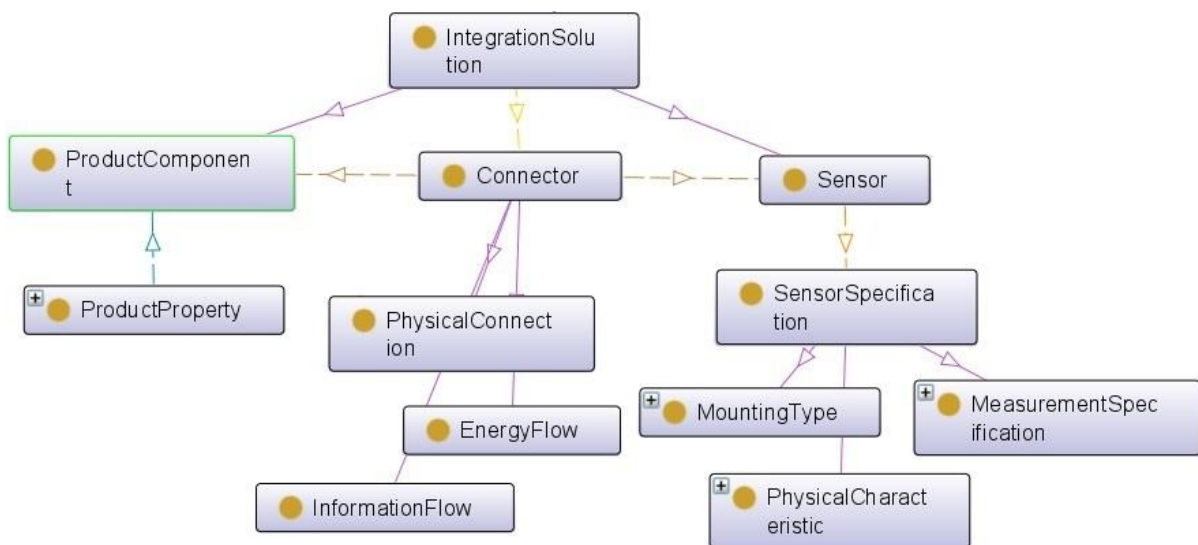 IntegrationSolu
tion
ProductComponen
t
Connector
Sensor
ProductProperty
PhysicalConnect
ion
SensorSpecifica
tion
MountingType
MeasurementSpec
ification
EnergyFlow
InformationFlow
PhysicalCharact
eristic